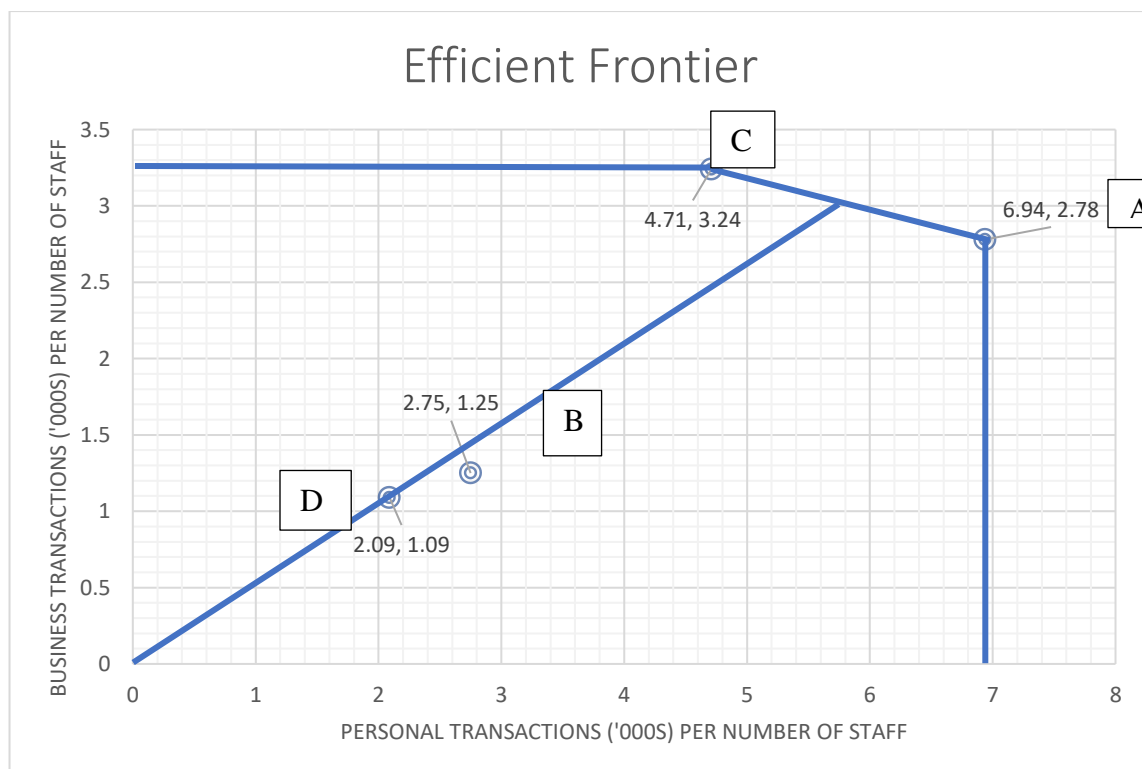 Efficient Frontier
BUSINESS TRANSACTIONS ('000S) PER NUMBER OF STAFF
3.5
3
2.5
2
1.5
1
0.5
0
C
4.71, 3.24
6.94, 2.78
A
2.75, 1.25
B
D
2.09, 1.09
0 1 2 3 4 5 6 7 8
PERSONAL TRANSACTIONS ('000S) PER NUMBER OF STAFF